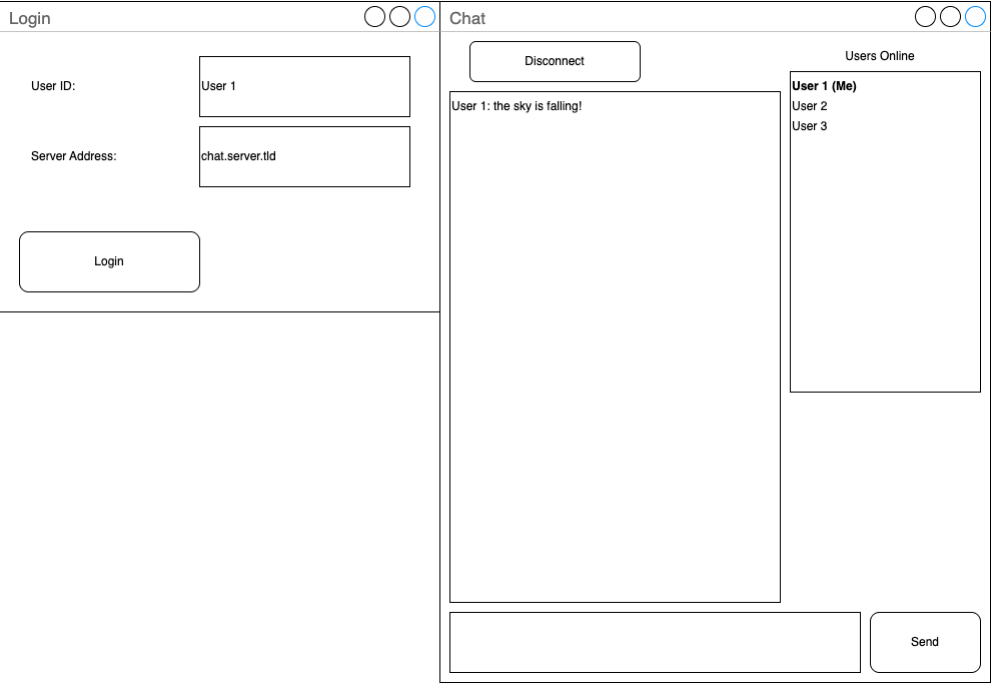 Login
User ID:
User 1
Server Address:
chat.server.tld
Login
Chat
Disconnect
Users Online
User 1 (Me)
User 2
User 3
User 1: the sky is falling!
Send